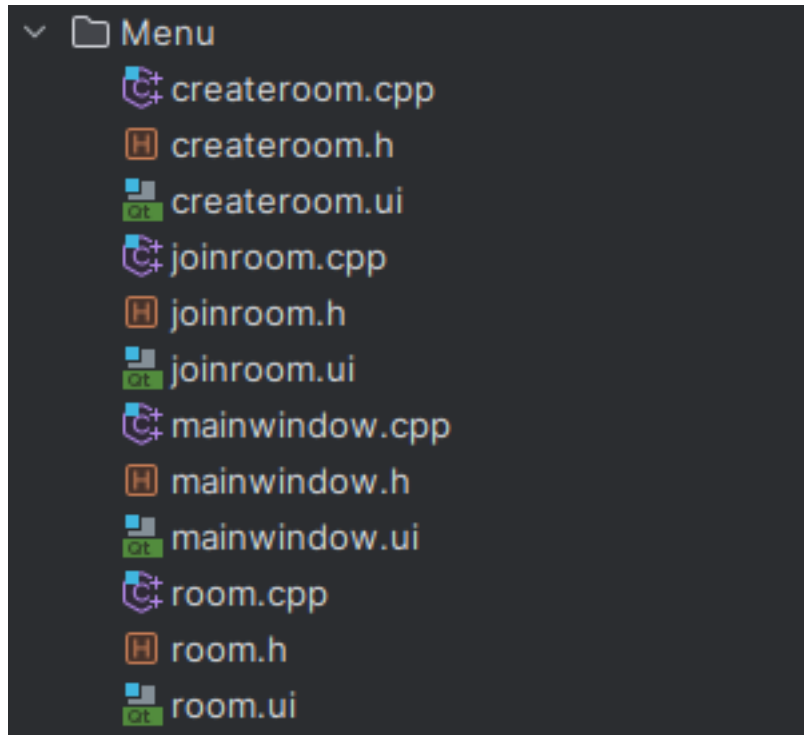 Menu
createroom.cpp
createroom.h
createroom.ui
joinroom.cpp
joinroom.h
joinroom.ui
mainwindow.cpp
mainwindow.h
mainwindow.ui
room.cpp
room.h
room.ui